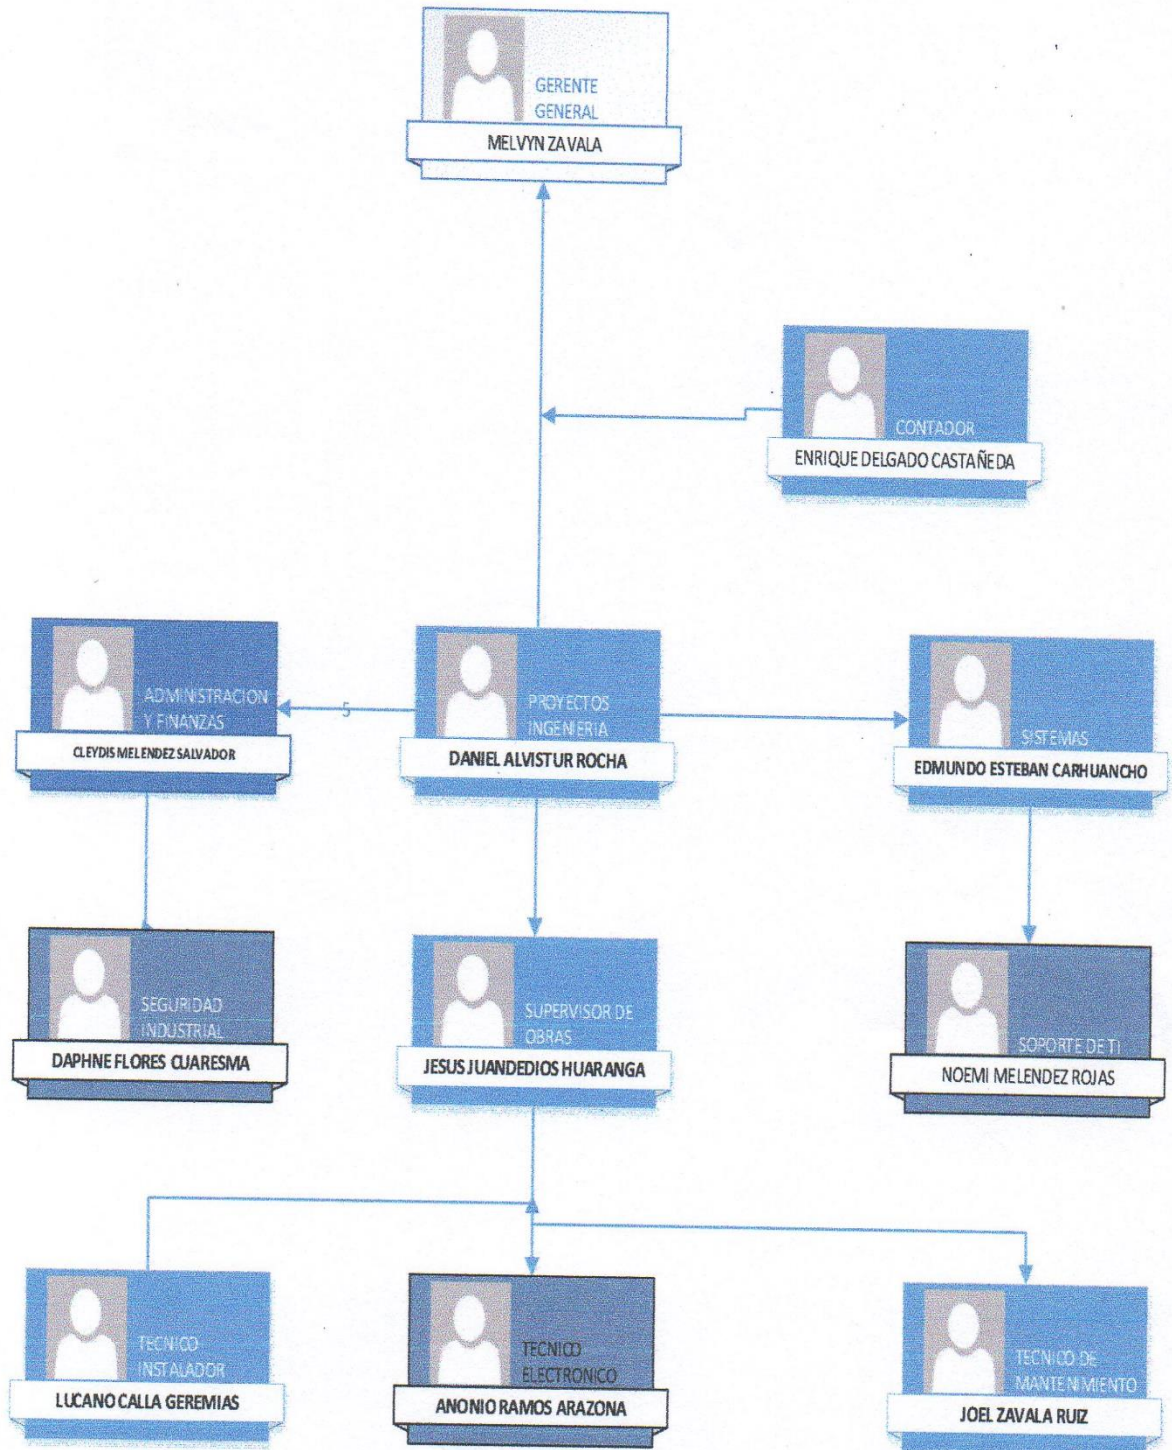 GERENTE
GENERAL
MELVYN ZAVALA
CONTADOR
ENRIQUE DELGADO CASTAÑEDA
ADMINISTRACION
Y FINANZAS
CLEYDIS MELENDEZ SALVADOR
5
PROYECTOS
INGENIERIA
DANIEL ALVISTUR ROCHA
SISTEMAS
EDMUNDO ESTEBAN CARHUANCHO
SEGURIDAD
INDUSTRIAL
DAPHNE FLORES CUARESMA
SUPERVISOR DE
OBRAS
JESUS JUANDEDIOS HUARANGA
SOPORTE DE TI
NOEMI MELENDEZ ROJAS
TECNICO
INSTALADOR
LUCANO CALLA GEREMIAS
TECNICO
ELECTRONICO
ANONIO RAMOS ARAZONA
TECNICO DE
MANTENIMIENTO
JOEL ZAVALA RUIZ